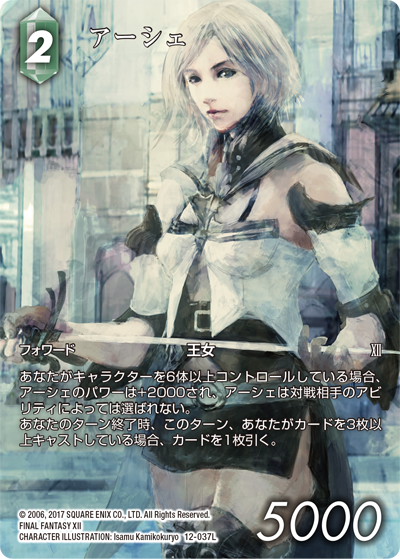 2
アーシェ
フォワード 王女 XII
あなたがキャラクターを6体以上コントロールしている場合、
アーシェのパワーは+2000され、アーシェは対戦相手のアビ
リティによっては選ばれない。
あなたのターン終了時、このターン、あなたがカードを3枚以
上キャストしている場合、カードを1枚引く。
© 2006, 2017 SQUARE ENIX CO., LTD. All Rights Reserved.
FINAL FANTASY XII
CHARACTER ILLUSTRATION: Isamu Kamikokuryo 12-037L
5000